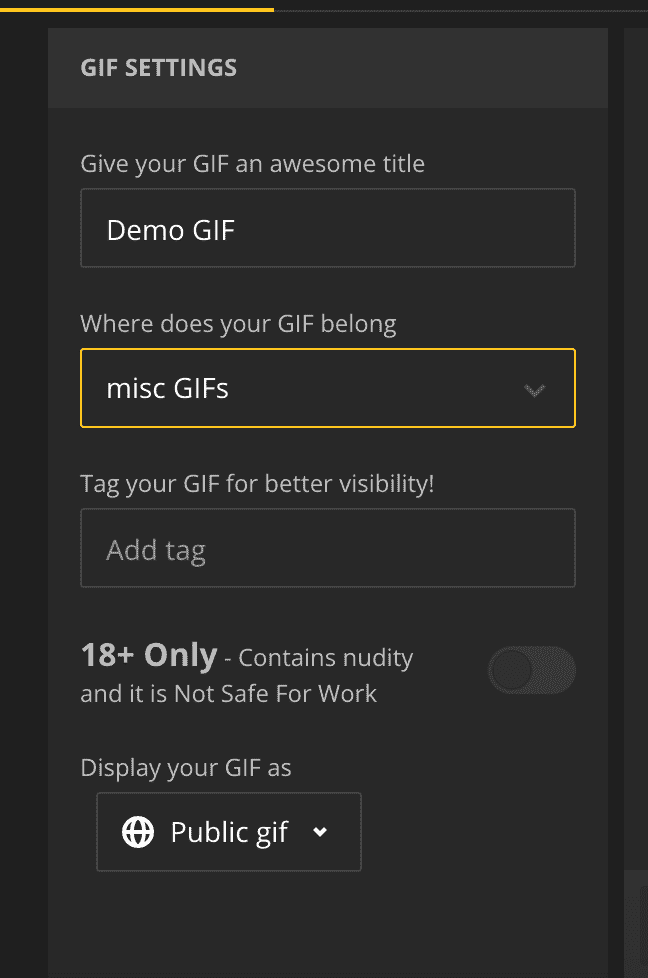 GIF SETTINGS
Give your GIF an awesome title
Demo GIF
Where does your GIF belong
misc GIFs
Tag your GIF for better visibility!
Add tag
18+ Only - Contains nudity
and it is Not Safe For Work
Display your GIF as
Public gif